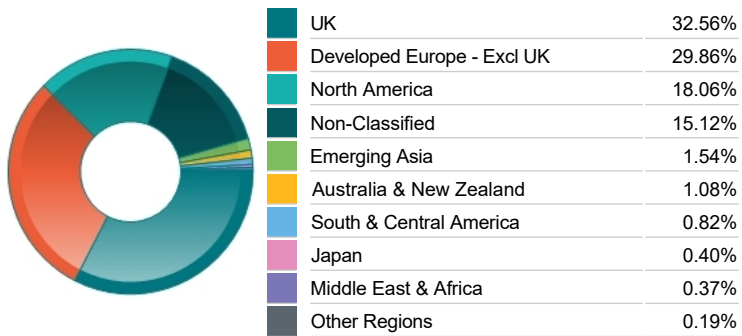 UK 32.56%
Developed Europe - Excl UK 29.86%
North America 18.06%
Non-Classified 15.12%
Emerging Asia 1.54%
Australia & New Zealand 1.08%
South & Central America 0.82%
Japan 0.40%
Middle East & Africa 0.37%
Other Regions 0.19%